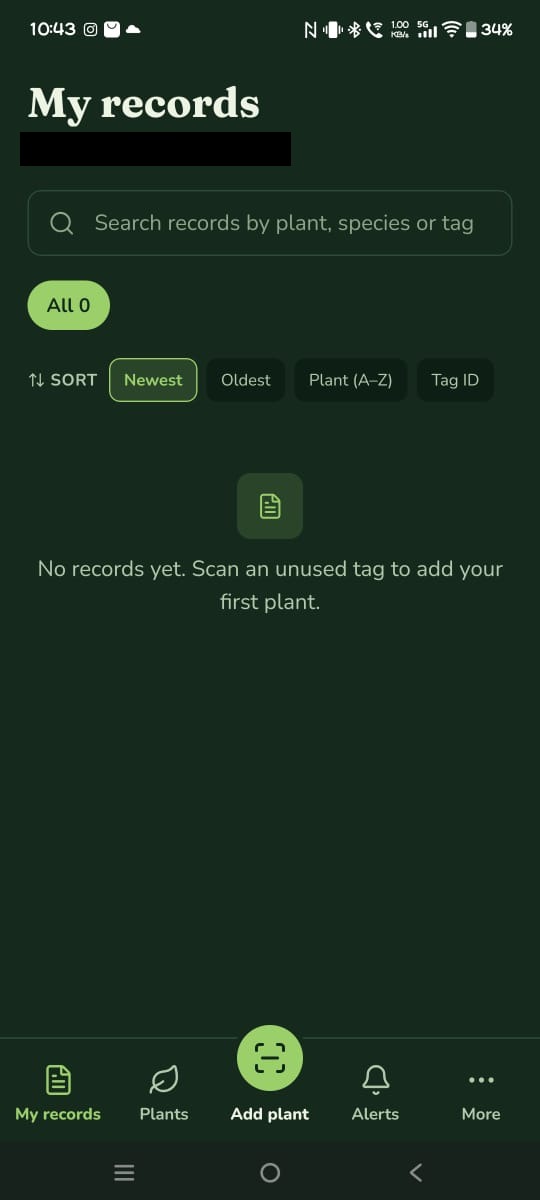 10:43
1.00 KB/s 5G 34%
My records
Search records by plant, species or tag
All 0
SORT Newest Oldest Plant (A–Z) Tag ID
No records yet. Scan an unused tag to add your
first plant.
My records Plants Add plant Alerts More